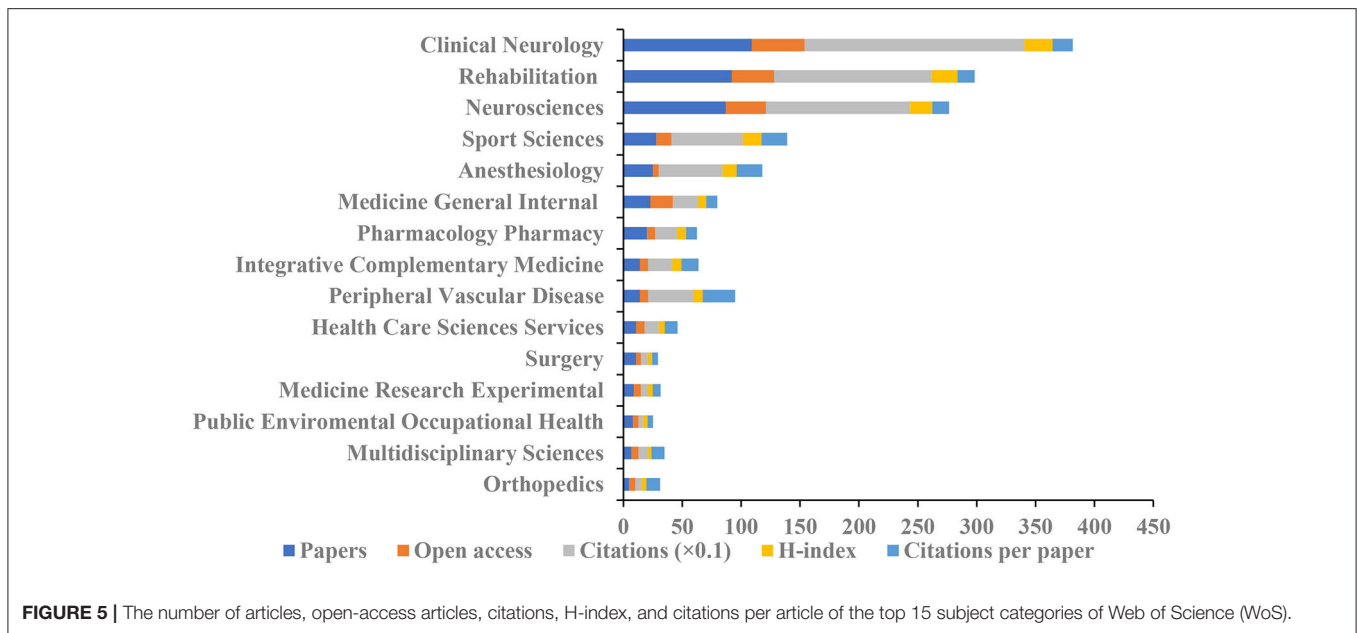 Clinical Neurology
Rehabilitation
Neurosciences
Sport Sciences
Anesthesiology
Medicine General Internal
Pharmacology Pharmacy
Integrative Complementary Medicine
Peripheral Vascular Disease
Health Care Sciences Services
Surgery
Medicine Research Experimental
Public Enviromental Occupational Health
Multidisciplinary Sciences
Orthopedics
0 50 100 150 200 250 300 350 400 450
Papers Open access Citations (×0.1) H-index Citations per paper
FIGURE 5 | The number of articles, open-access articles, citations, H-index, and citations per article of the top 15 subject categories of Web of Science (WoS).